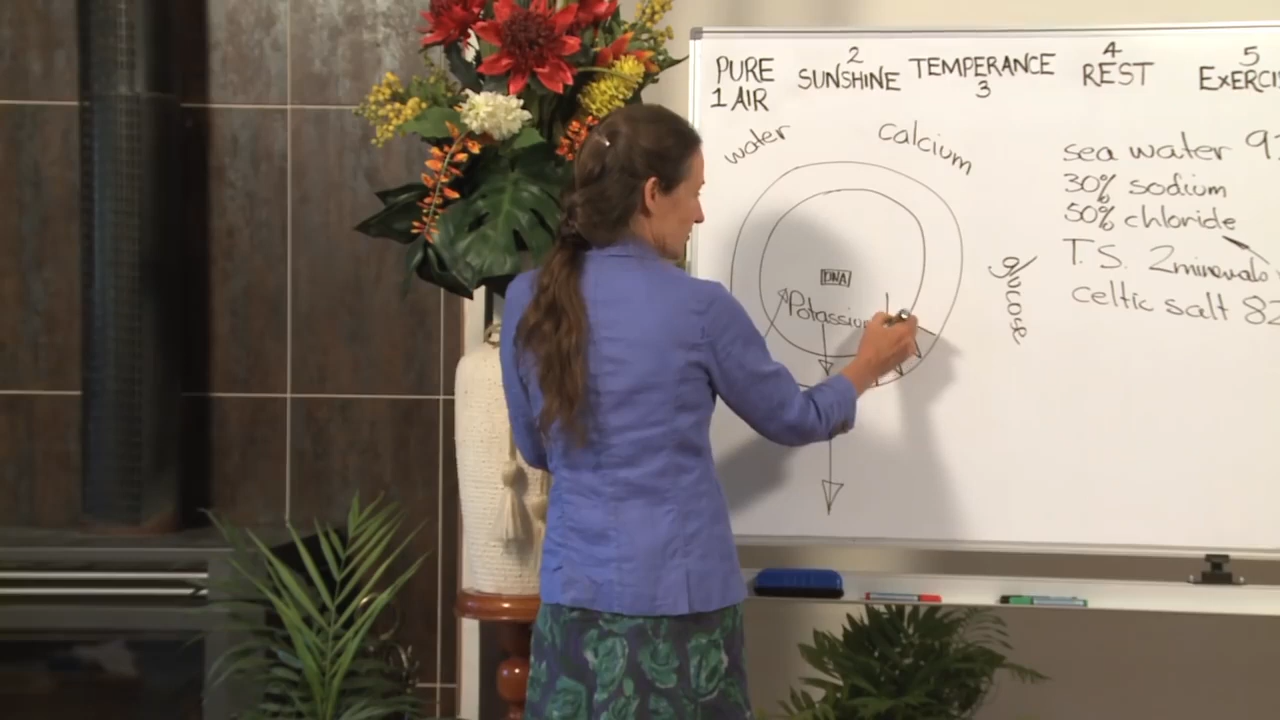 PURE
1 AIR
2
SUNSHINE
TEMPERANCE
3
4
REST
5
water
calcium
DNA
glucose
sea water
30% sodium
50% chloride
T.S. 2 minerals
celtic salt